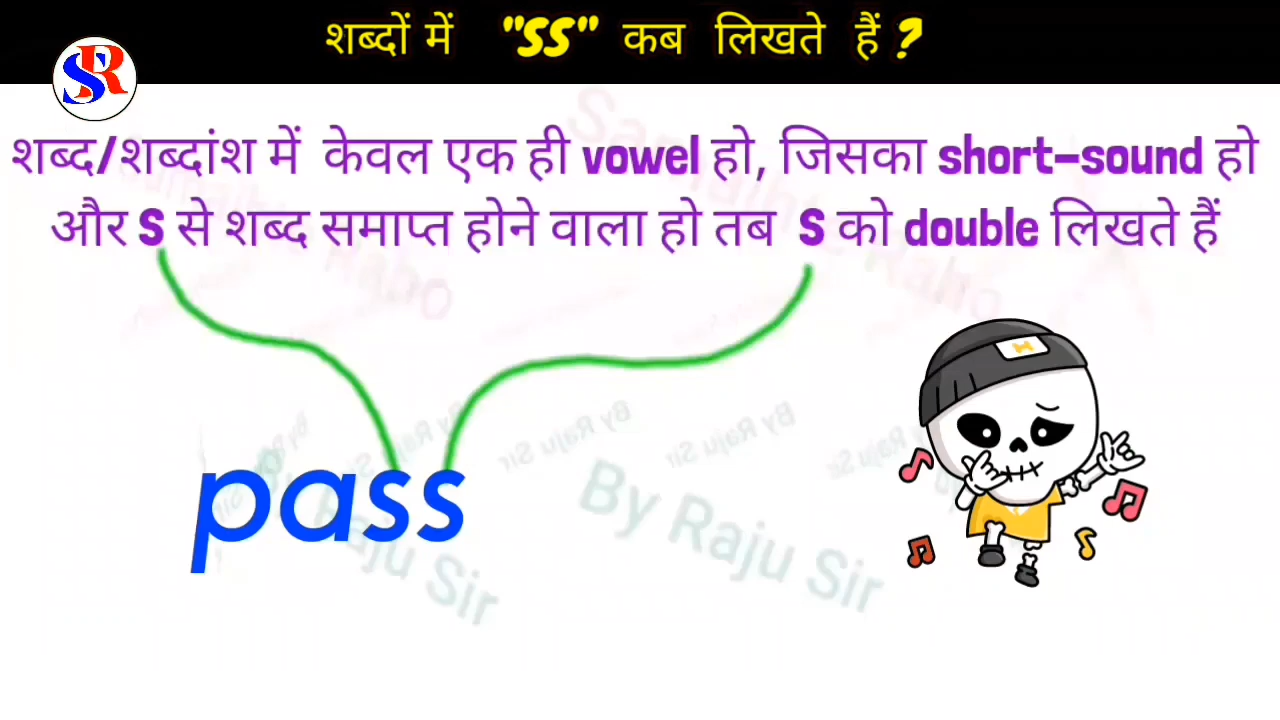 शब्दों में "SS" कब लिखते हैं ?
SR
शब्द/शब्दांश में केवल एक ही vowel हो, जिसका short-sound हो
और S से शब्द समाप्त होने वाला हो तब S को double लिखते हैं
pass
By Raju Sir